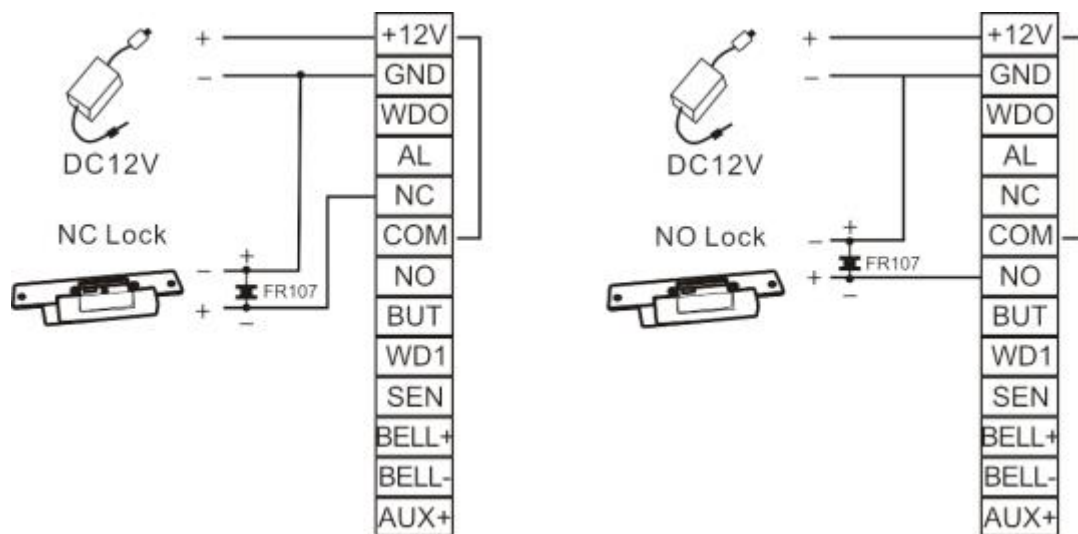 + +12V
− GND
WDO
AL
DC12V
NC
NC Lock
COM
+
−
FR107
NO
+
−
BUT
WD1
SEN
BELL+
BELL-
AUX+
+ +12V
− GND
WDO
AL
DC12V
NC
NO Lock
COM
+
−
FR107
NO
+
−
BUT
WD1
SEN
BELL+
BELL-
AUX+